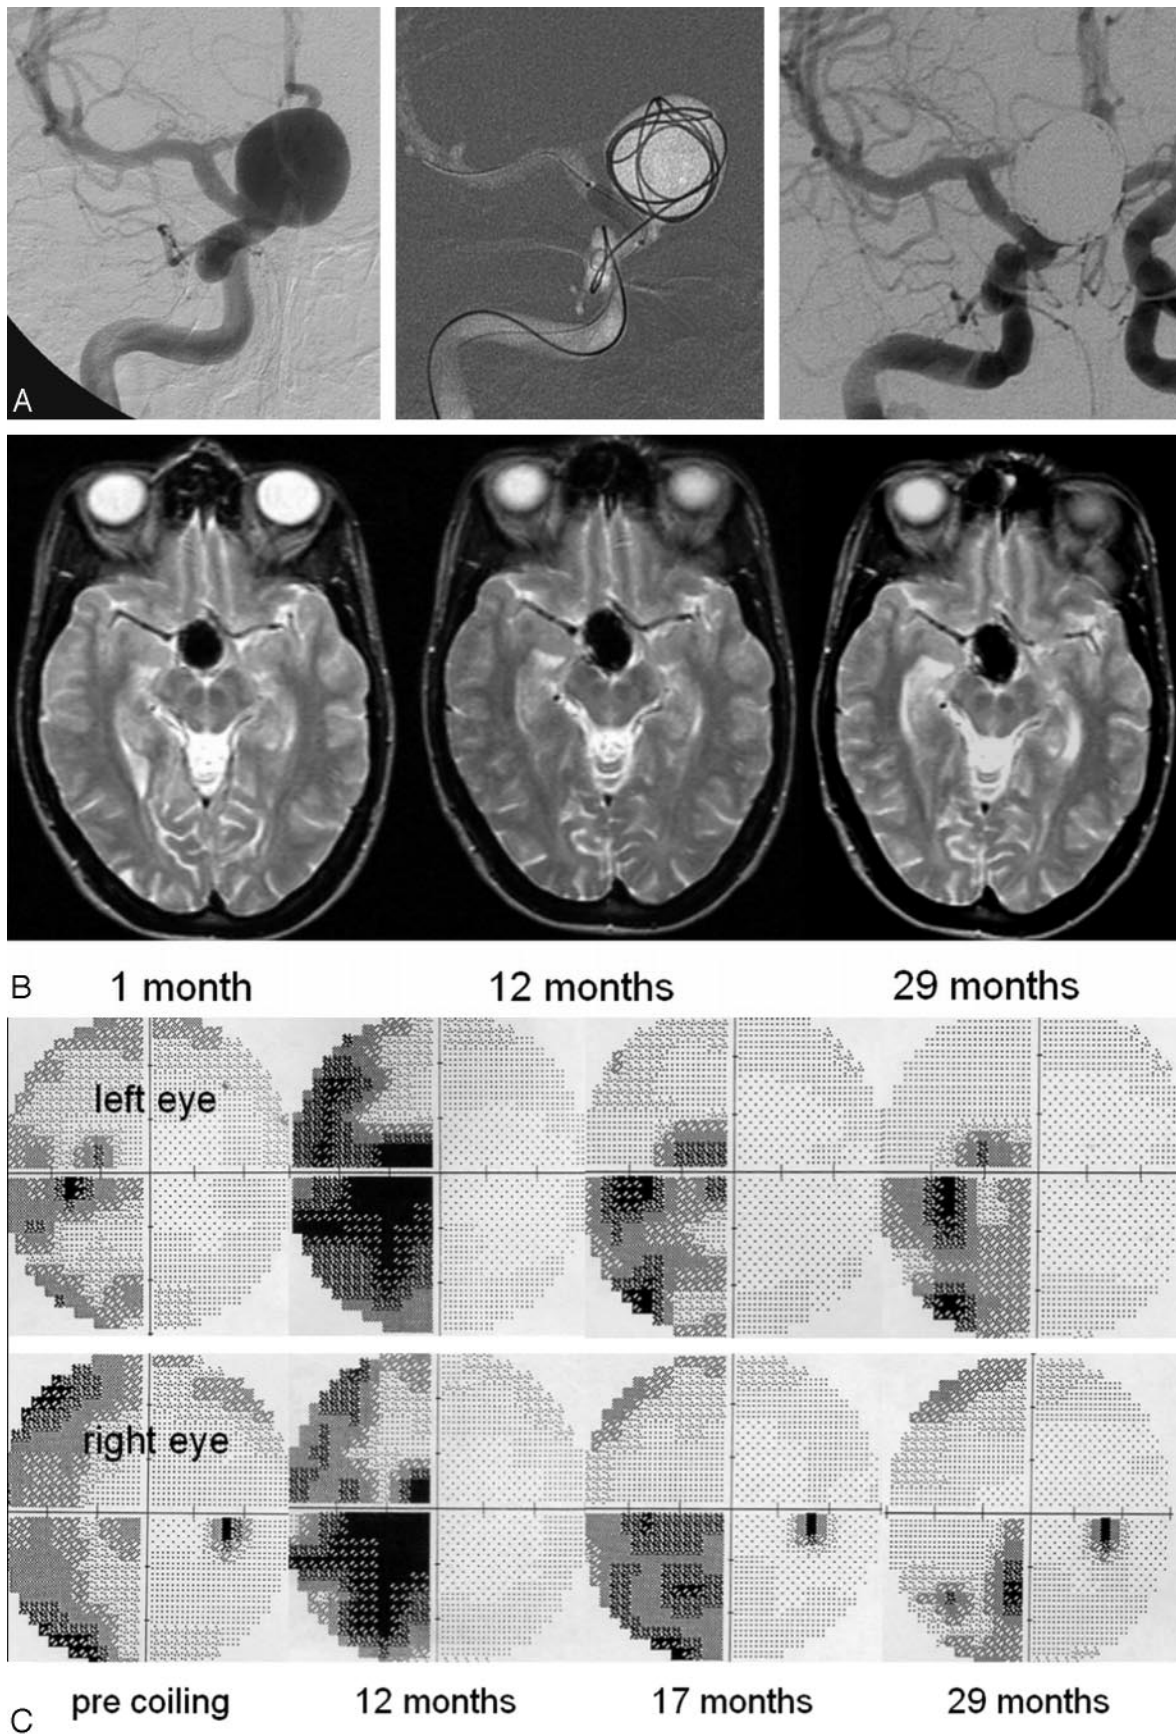 A
B
1 month 12 months 29 months
left eye
right eye
pre coiling 12 months 17 months 29 months
C